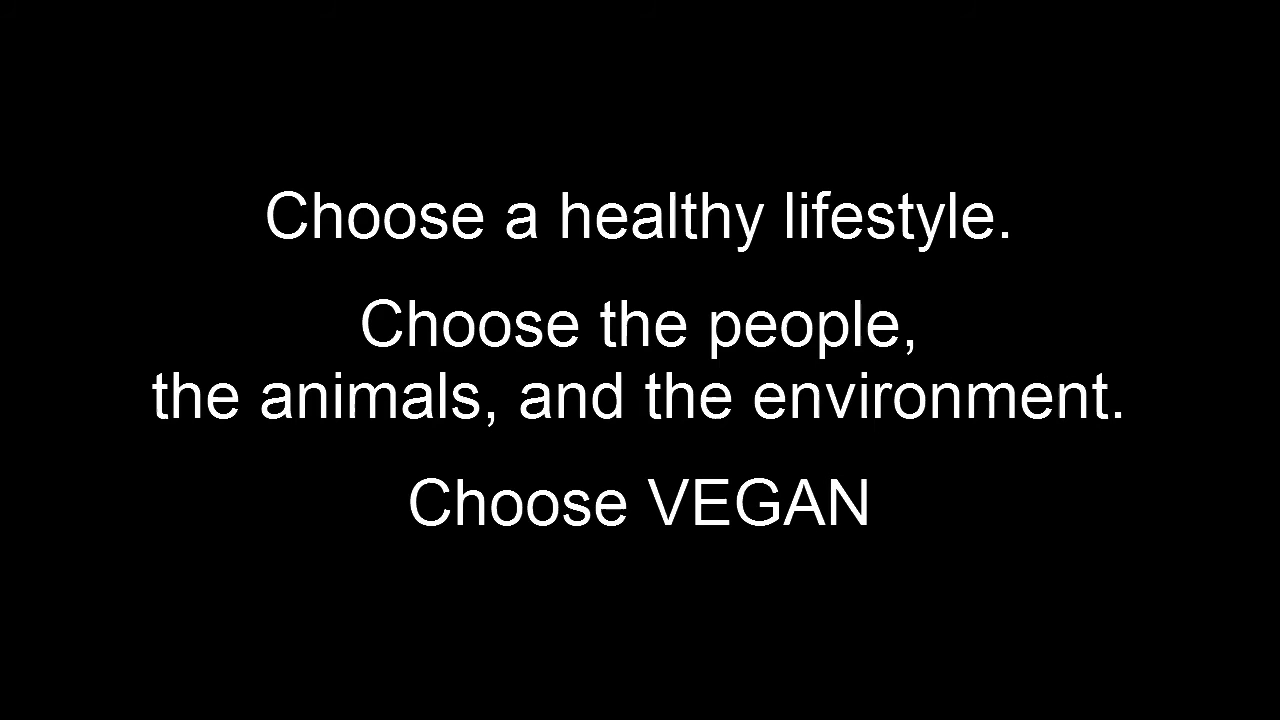 Choose a healthy lifestyle.
Choose the people,
the animals, and the environment.
Choose VEGAN